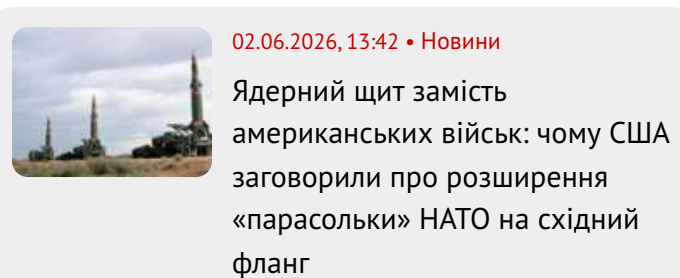 02.06.2026, 13:42 • Новини
Ядерний щит замість
американських військ: чому США
заговорили про розширення
«парасольки» НАТО на східний
фланг